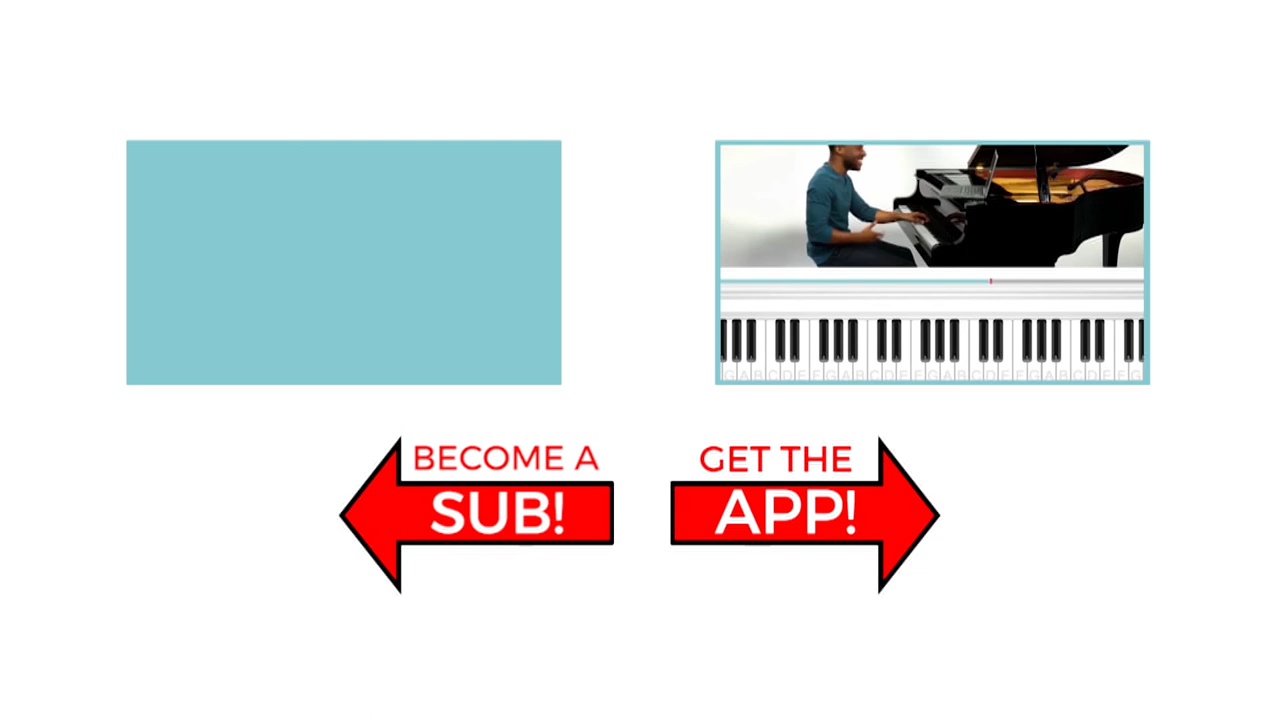 BECOME A
SUB!
GET THE
APP!
G A B C D E F G A B C D E F G A B C D E F G A B C D E F G